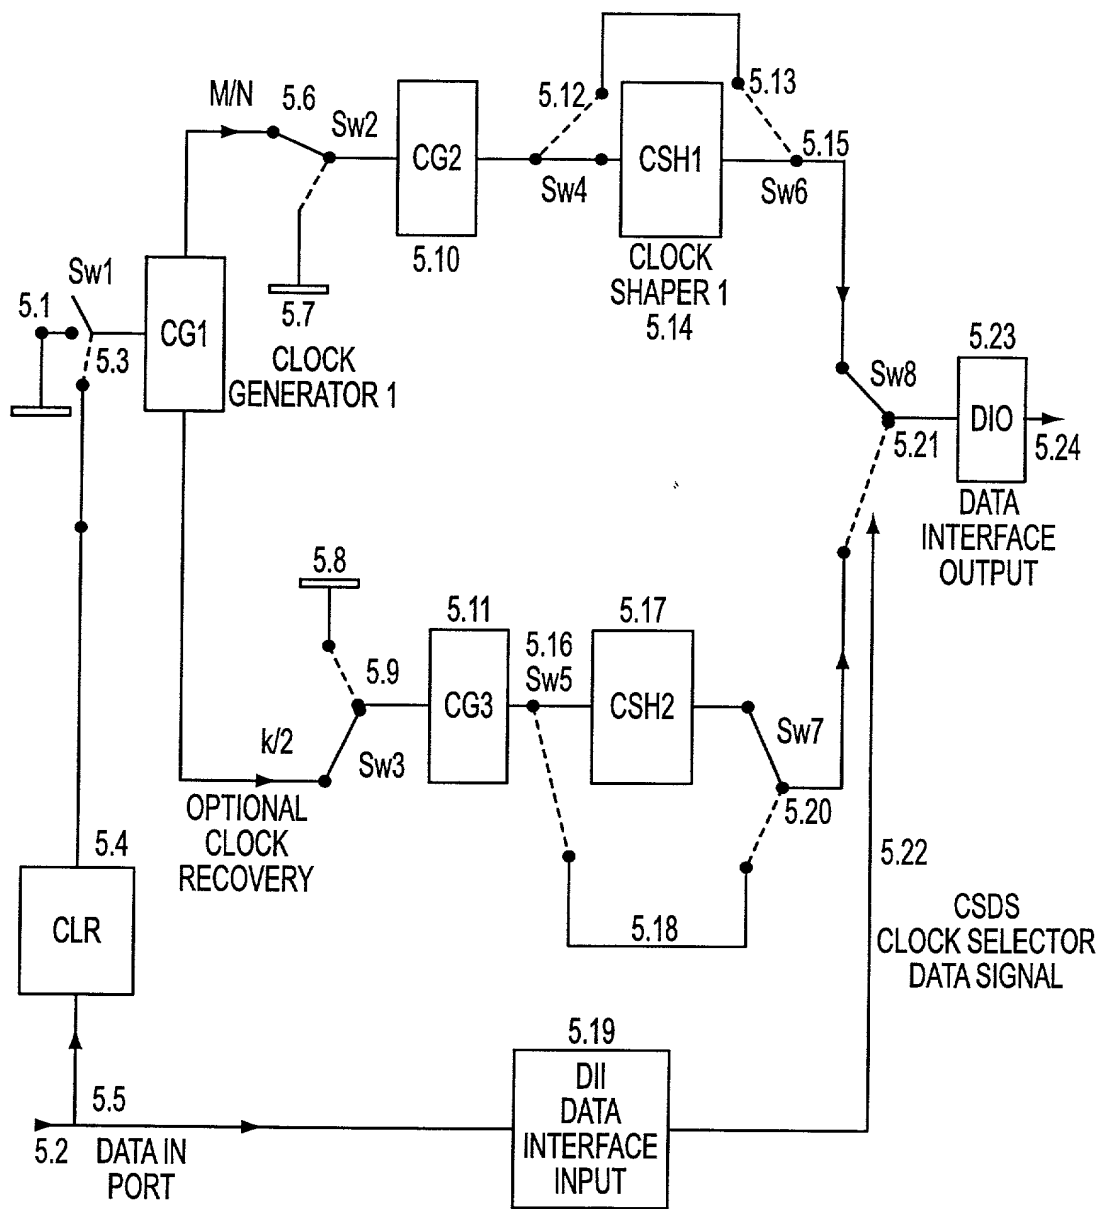 M/N
5.6
Sw2
CG2
5.10
5.12
5.13
Sw4
CSH1
5.15
Sw6
CLOCK
SHAPER 1
5.14
5.7
CLOCK
GENERATOR 1
Sw1
5.1
5.3
CG1
5.23
Sw8
DIO
5.21
5.24
DATA
INTERFACE
OUTPUT
5.8
5.9
5.11
CG3
5.16
Sw5
5.17
CSH2
Sw7
k/2
Sw3
OPTIONAL
CLOCK
RECOVERY
5.20
5.18
5.22
CSDS
CLOCK SELECTOR
DATA SIGNAL
5.4
CLR
5.5
5.2
DATA IN
PORT
5.19
DII
DATA
INTERFACE
INPUT